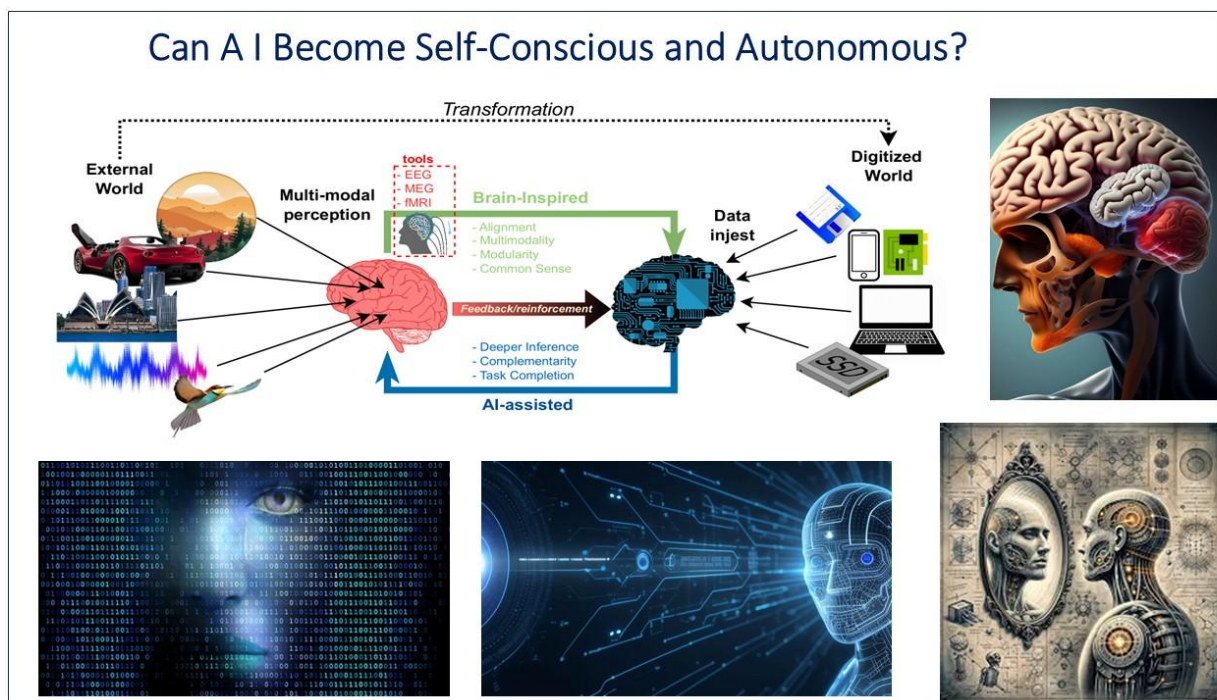 Can A I Become Self-Conscious and Autonomous?
Transformation
External
World
Multi-modal
perception
tools
- EEG
- MEG
- fMRI
Brain-Inspired
- Alignment
- Multimodality
- Modularity
- Common Sense
Data
injest
Digitized
World
Feedback/reinforcement
- Deeper Inference
- Complementarity
- Task Completion
AI-assisted
SSD